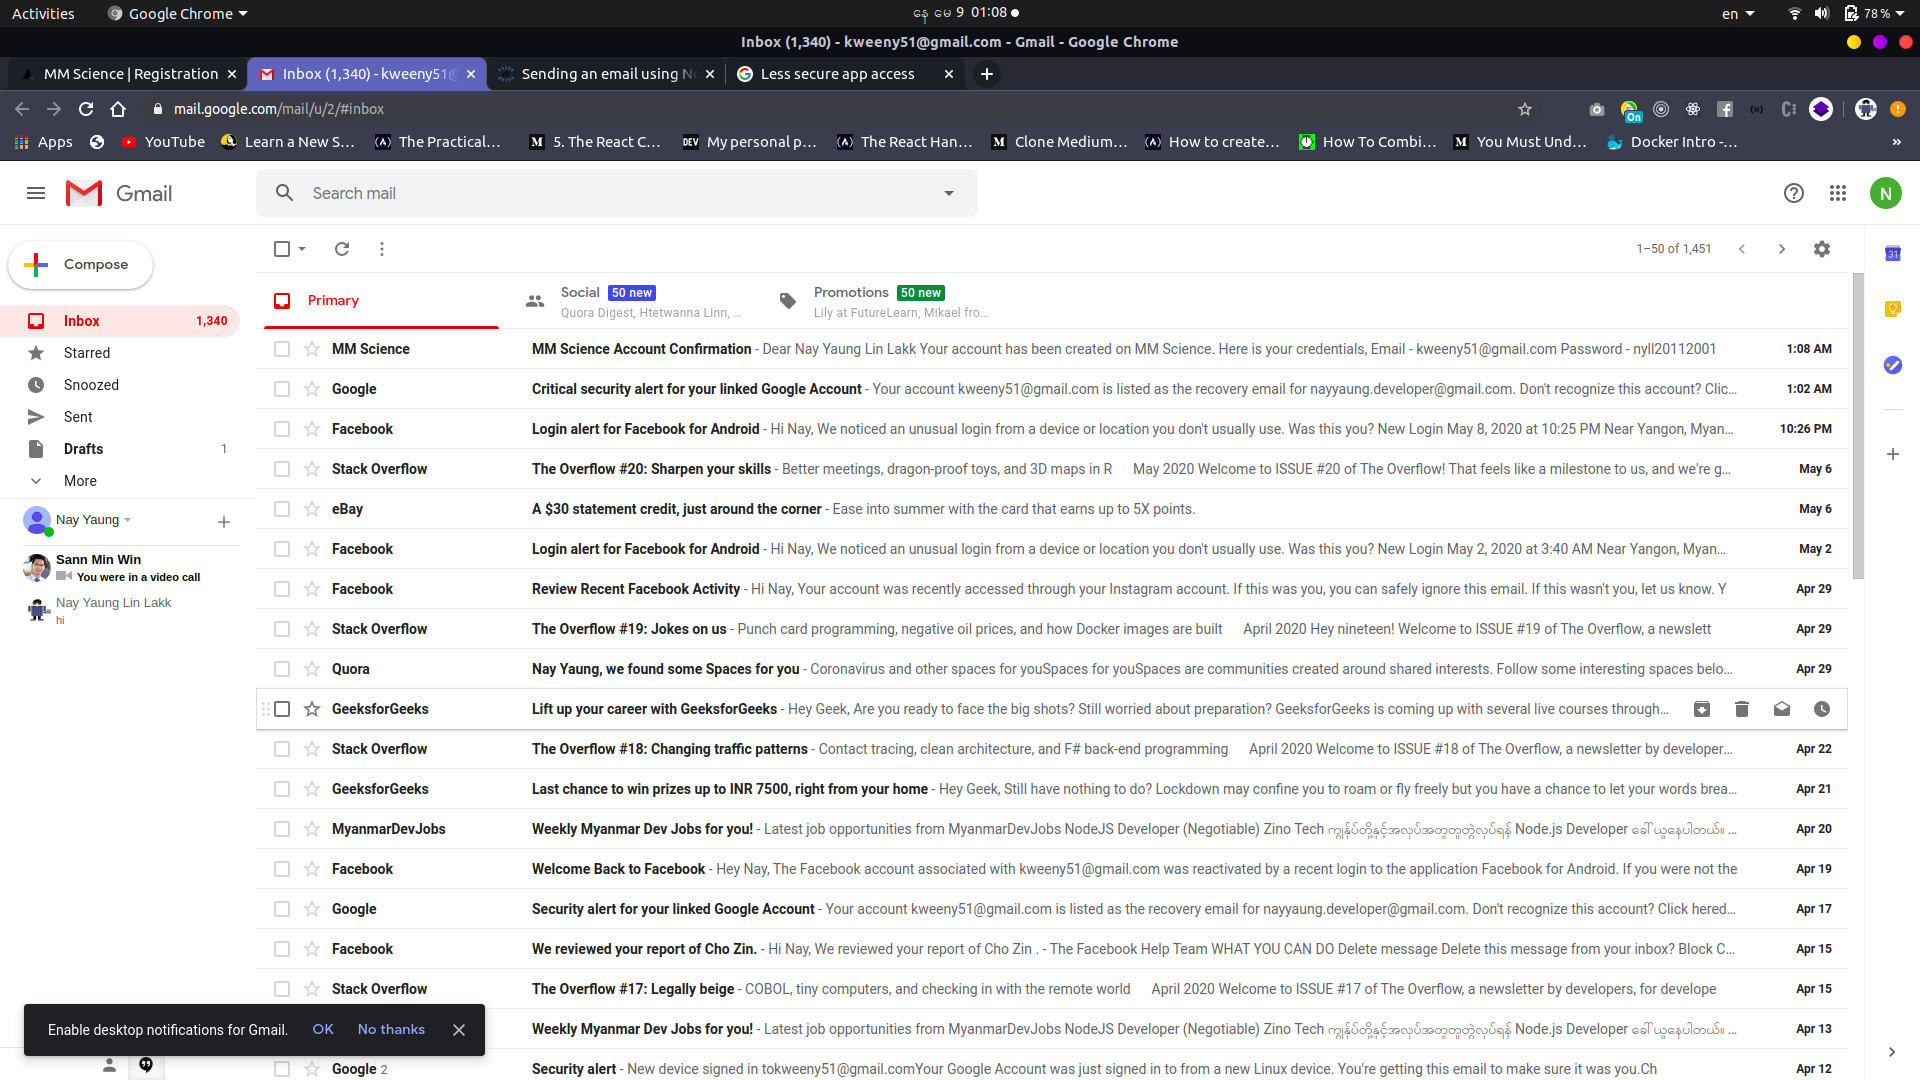 Activities
Google Chrome
နေ မေ 9 01:08
en
78 %
Inbox (1,340) - kweeny51@gmail.com - Gmail - Google Chrome
MM Science | Registration
Inbox (1,340) - kweeny51@
Sending an email using N
Less secure app access
mail.google.com/mail/u/2/#inbox
On
Apps
YouTube
Learn a New S...
The Practical...
5. The React C...
DEV My personal p...
The React Han...
Clone Medium...
How to create...
How To Combi...
You Must Und...
Docker Intro -...
»
Gmail
Search mail
N
Compose
1–50 of 1,451
31
Inbox 1,340
Starred
Snoozed
Sent
Drafts 1
More
Nay Yaung
Sann Min Win
You were in a video call
Nay Yaung Lin Lakk
hi
Primary
Social 50 new
Quora Digest, Htetwanna Linn, ...
Promotions 50 new
Lily at FutureLearn, Mikael fro...
MM Science MM Science Account Confirmation - Dear Nay Yaung Lin Lakk Your account has been created on MM Science. Here is your credentials, Email - kweeny51@gmail.com Password - nyll20112001 1:08 AM
Google Critical security alert for your linked Google Account - Your account kweeny51@gmail.com is listed as the recovery email for nayyaung.developer@gmail.com. Don't recognize this account? Clic... 1:02 AM
Facebook Login alert for Facebook for Android - Hi Nay, We noticed an unusual login from a device or location you don't usually use. Was this you? New Login May 8, 2020 at 10:25 PM Near Yangon, Myan... 10:26 PM
Stack Overflow The Overflow #20: Sharpen your skills - Better meetings, dragon-proof toys, and 3D maps in R May 2020 Welcome to ISSUE #20 of The Overflow! That feels like a milestone to us, and we're g... May 6
eBay A $30 statement credit, just around the corner - Ease into summer with the card that earns up to 5X points. May 6
Facebook Login alert for Facebook for Android - Hi Nay, We noticed an unusual login from a device or location you don't usually use. Was this you? New Login May 2, 2020 at 3:40 AM Near Yangon, Myan... May 2
Facebook Review Recent Facebook Activity - Hi Nay, Your account was recently accessed through your Instagram account. If this was you, you can safely ignore this email. If this wasn't you, let us know. Y Apr 29
Stack Overflow The Overflow #19: Jokes on us - Punch card programming, negative oil prices, and how Docker images are built April 2020 Hey nineteen! Welcome to ISSUE #19 of The Overflow, a newslett Apr 29
Quora Nay Yaung, we found some Spaces for you - Coronavirus and other spaces for youSpaces for youSpaces are communities created around shared interests. Follow some interesting spaces belo... Apr 29
GeeksforGeeks Lift up your career with GeeksforGeeks - Hey Geek, Are you ready to face the big shots? Still worried about preparation? GeeksforGeeks is coming up with several live courses through...
Stack Overflow The Overflow #18: Changing traffic patterns - Contact tracing, clean architecture, and F# back-end programming April 2020 Welcome to ISSUE #18 of The Overflow, a newsletter by developer... Apr 22
GeeksforGeeks Last chance to win prizes up to INR 7500, right from your home - Hey Geek, Still have nothing to do? Lockdown may confine you to roam or fly freely but you have a chance to let your words brea... Apr 21
MyanmarDevJobs Weekly Myanmar Dev Jobs for you! - Latest job opportunities from MyanmarDevJobs NodeJS Developer (Negotiable) Zino Tech ကျွန်ုပ်တို့နှင့်အလုပ်အတူတူတွဲလုပ်ရန် Node.js Developer ခေါ်ယူနေပါတယ်။ ... Apr 20
Facebook Welcome Back to Facebook - Hey Nay, The Facebook account associated with kweeny51@gmail.com was reactivated by a recent login to the application Facebook for Android. If you were not the Apr 19
Google Security alert for your linked Google Account - Your account kweeny51@gmail.com is listed as the recovery email for nayyaung.developer@gmail.com. Don't recognize this account? Click hered... Apr 17
Facebook We reviewed your report of Cho Zin. - Hi Nay, We reviewed your report of Cho Zin . - The Facebook Help Team WHAT YOU CAN DO Delete message Delete this message from your inbox? Block C... Apr 15
Stack Overflow The Overflow #17: Legally beige - COBOL, tiny computers, and checking in with the remote world April 2020 Welcome to ISSUE #17 of The Overflow, a newsletter by developers, for develope Apr 15
Weekly Myanmar Dev Jobs for you! - Latest job opportunities from MyanmarDevJobs NodeJS Developer (Negotiable) Zino Tech ကျွန်ုပ်တို့နှင့်အလုပ်အတူတူတွဲလုပ်ရန် Node.js Developer ခေါ်ယူနေပါတယ်။ ... Apr 13
Google 2 Security alert - New device signed in tokweeny51@gmail.comYour Google Account was just signed in to from a new Linux device. You're getting this email to make sure it was you.Ch Apr 12
Enable desktop notifications for Gmail. OK No thanks